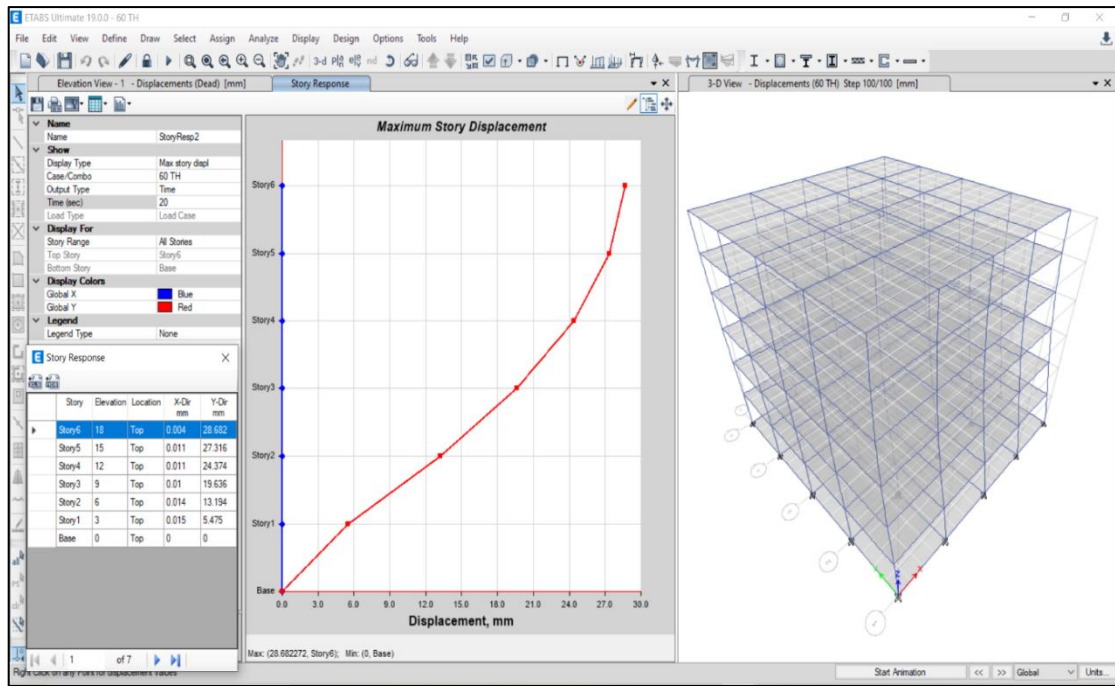 ETABS Ultimate 19.0.0 - 60 TH
File Edit View Define Draw Select Assign Analyze Display Design Options Tools Help
Elevation View - 1 - Displacements (Dead) [mm]
Story Response
3-D View - Displacements (60 TH) Step 100/100 [mm]
Name
Name StoryResp2
Show
Display Type Max story displ
Case/Combo 60 TH
Output Type Time
Time (sec) 20
Load Type Load Case
Display For
Story Range All Stories
Top Story Story6
Bottom Story Base
Display Colors
Global X Blue
Global Y Red
Legend
Legend Type None
Story Response
Story Elevation Location X-Dir mm Y-Dir mm
Story6 18 Top 0.004 28.682
Story5 15 Top 0.011 27.316
Story4 12 Top 0.011 24.374
Story3 9 Top 0.01 19.636
Story2 6 Top 0.014 13.194
Story1 3 Top 0.015 5.475
Base 0 Top 0 0
1 of 7
Maximum Story Displacement
Story6
Story5
Story4
Story3
Story2
Story1
Base
0.0 3.0 6.0 9.0 12.0 15.0 18.0 21.0 24.0 27.0 30.0
Displacement, mm
Max: (28.682272, Story6); Min: (0, Base)
Right Click on any Point for displacement values
Start Animation << >> Global Units...